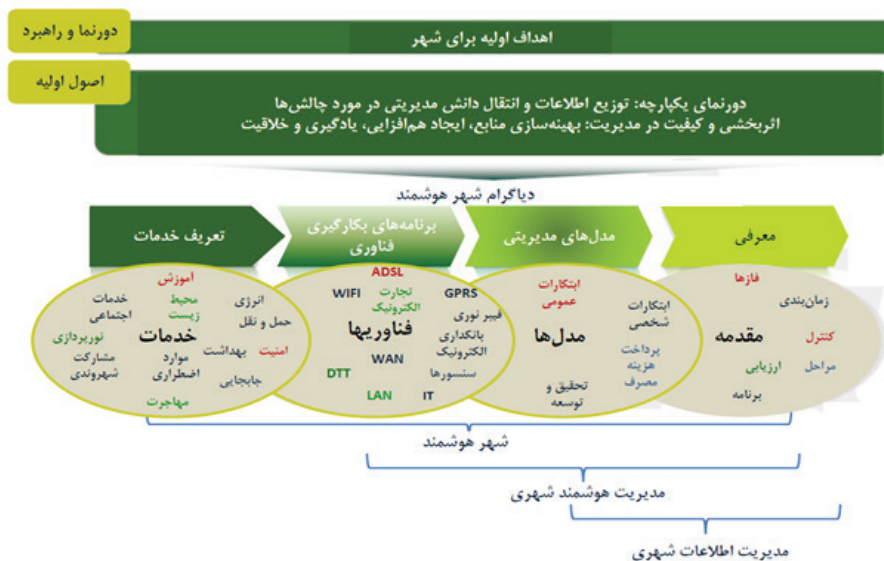 دورنما و راهبرد
اهداف اولیه برای شهر
اصول اولیه
دورنمای یکپارچه: توزیع اطلاعات و انتقال دانش مدیریتی در مورد چالش‌ها
اثربخشی و کیفیت در مدیریت: بهینه‌سازی منابع، ایجاد هم‌افزایی، یادگیری و خلاقیت
دیاگرام شهر هوشمند
معرفی
مدل‌های مدیریتی
برنامه‌های بکارگیری
فناوری
تعریف خدمات
فازها
زمان‌بندی
مقدمه
کنترل
ارزیابی
مراحل
برنامه
ابتکارات
عمومی
ابتکارات
شخصی
مدل‌ها
پرداخت
هزینه
مصرف
تحقیق و
توسعه
ADSL
GPRS
تجارت
الکترونیک
WIFI
فیبر نوری
فناوریها
بانکداری
الکترونیک
WAN
سنسورها
DTT
IT
LAN
آموزش
انرژی
محیط
زیست
خدمات
اجتماعی
حمل و نقل
خدمات
نورپردازی
امنیت
بهداشت
موارد
اضطراری
مشارکت
شهروندی
جابجایی
مهاجرت
شهر هوشمند
مدیریت هوشمند شهری
مدیریت اطلاعات شهری